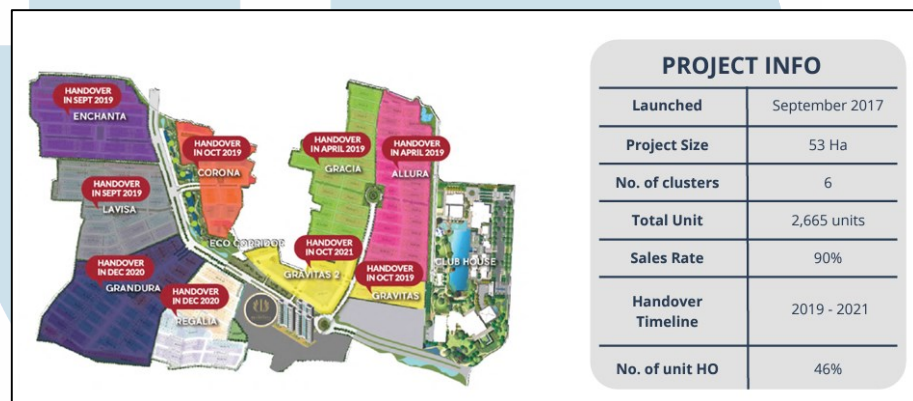 HANDOVER
IN SEPT 2019
ENCHANTA
HANDOVER
IN OCT 2019
CORONA
HANDOVER
IN APRIL 2019
GRACIA
HANDOVER
IN APRIL 2019
ALLURA
HANDOVER
IN SEPT 2019
LAVISA
ECO CORRIDGE
HANDOVER
IN OCT 2021
GRAVITAS 2
CLUB HOUSE
HANDOVER
IN DEC 2020
GRANDURA
HANDOVER
IN OCT 2019
GRAVITAS
HANDOVER
IN DEC 2020
REGALIA
PROJECT INFO
Launched September 2017
Project Size 53 Ha
No. of clusters 6
Total Unit 2,665 units
Sales Rate 90%
Handover
Timeline 2019 - 2021
No. of unit HO 46%